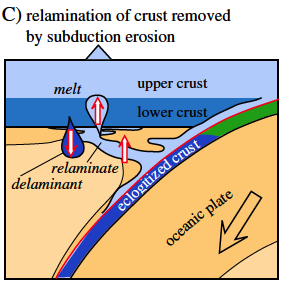 C) relamination of crust removed
by subduction erosion
melt
upper crust
lower crust
relaminate
delaminant
eclogitized crust
oceanic plate